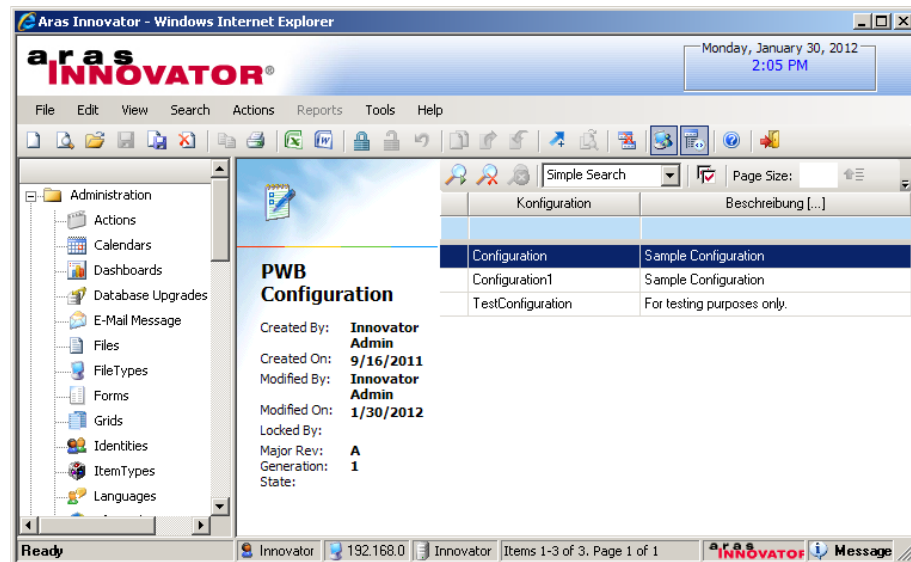 Aras Innovator - Windows Internet Explorer
aras
INNOVATOR®
Monday, January 30, 2012
2:05 PM
File Edit View Search Actions Reports Tools Help
Simple Search Page Size:
Administration
Actions
Calendars
Dashboards
Database Upgrades
E-Mail Message
Files
FileTypes
Forms
Grids
Identities
ItemTypes
Languages
PWB
Configuration
Created By: Innovator
Admin
Created On: 9/16/2011
Modified By: Innovator
Admin
Modified On: 1/30/2012
Locked By:
Major Rev: A
Generation: 1
State:
Konfiguration Beschreibung [...]
Configuration Sample Configuration
Configuration1 Sample Configuration
TestConfiguration For testing purposes only.
Ready Innovator 192.168.0 Innovator Items 1-3 of 3. Page 1 of 1 aras INNOVATOR Message